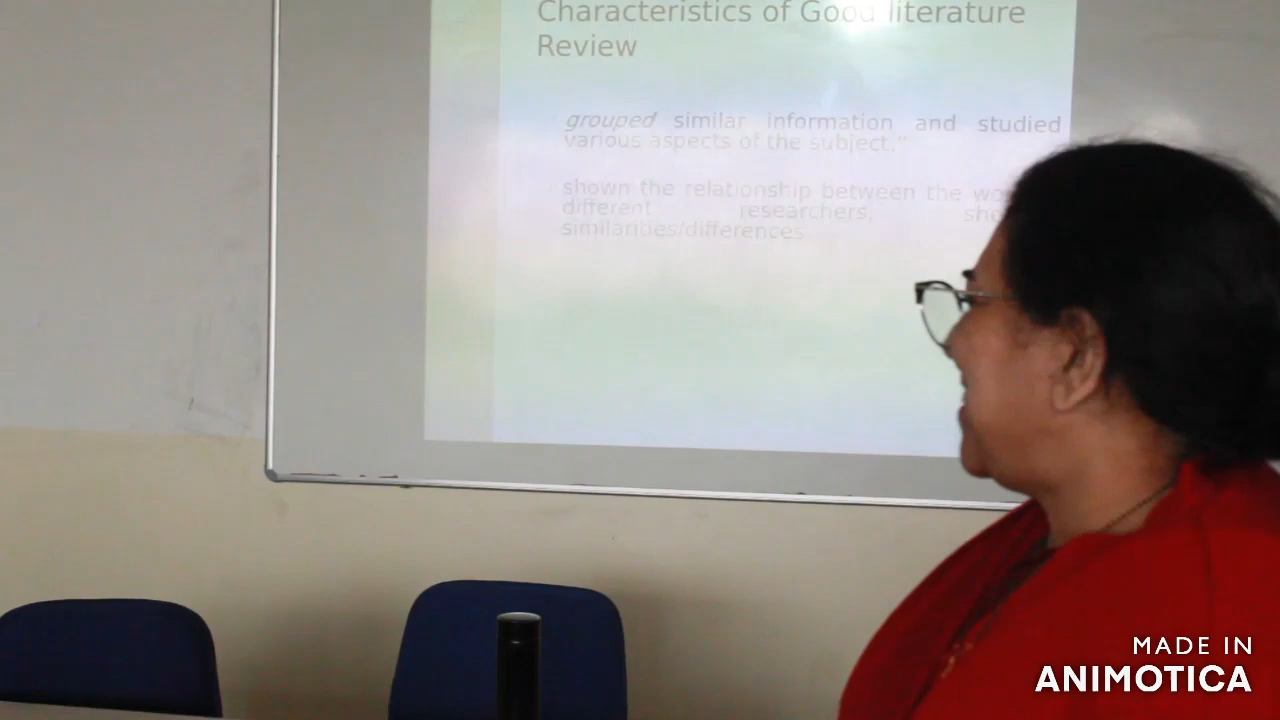 Characteristics of Good literature
Review
grouped similar information and studied
various aspects of the subject."
shown the relationship between the
different researchers,
similarities/differences
MADE IN
ANIMOTICA